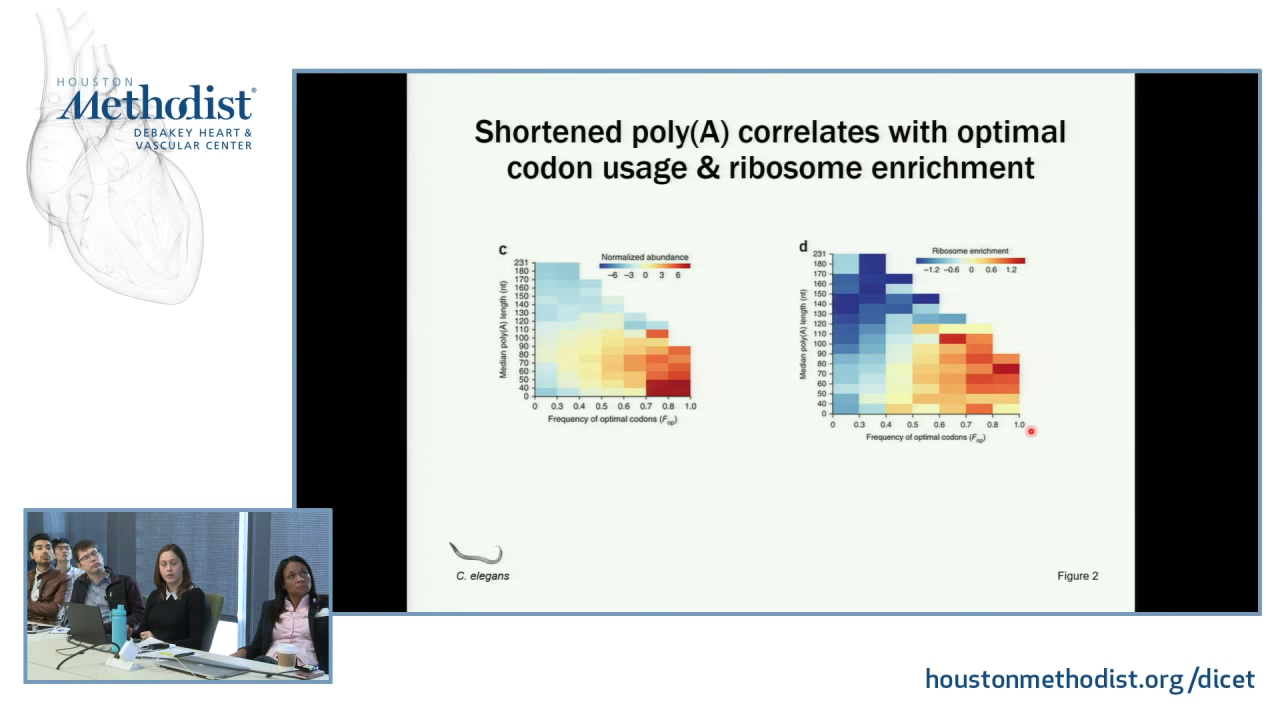 HOUSTON
Methodist®
DEBAKEY HEART &
VASCULAR CENTER
Shortened poly(A) correlates with optimal
codon usage & ribosome enrichment
c
Normalized abundance
−6 −3 0 3 6
Median poly(A) length (nt)
231
180
170
160
150
140
130
120
110
100
90
80
70
60
50
40
0
0 0.3 0.4 0.5 0.6 0.7 0.8 1.0
Frequency of optimal codons (Fop)
d
Ribosome enrichment
−1.2 −0.6 0 0.6 1.2
Median poly(A) length (nt)
231
180
170
160
150
140
130
120
110
100
90
80
70
60
50
40
0
0 0.3 0.4 0.5 0.6 0.7 0.8 1.0
Frequency of optimal codons (Fop)
C. elegans
Figure 2
houstonmethodist.org/dicet